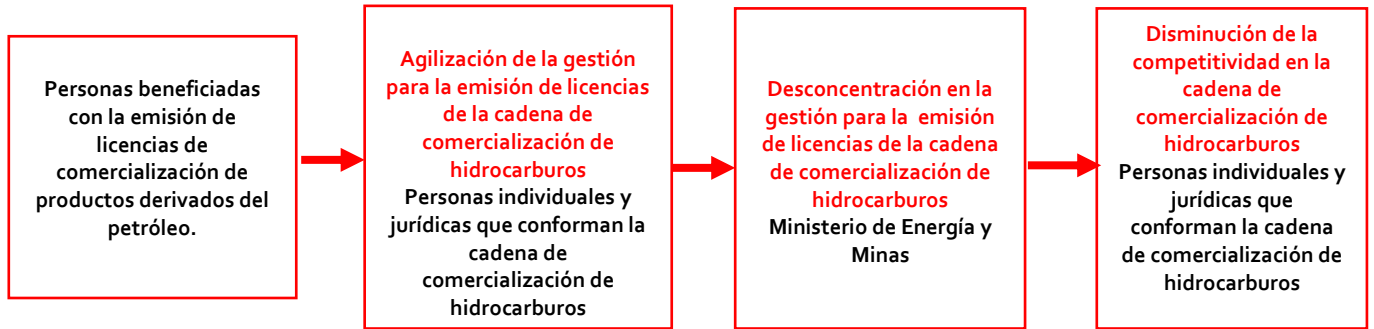 Personas beneficiadas
con la emisión de
licencias de
comercialización de
productos derivados del
petróleo.
Agilización de la gestión
para la emisión de licencias
de la cadena de
comercialización de
hidrocarburos
Personas individuales y
jurídicas que conforman la
cadena de
comercialización de
hidrocarburos
Desconcentración en la
gestión para la emisión
de licencias de la cadena
de comercialización de
hidrocarburos
Ministerio de Energía y
Minas
Disminución de la
competitividad en la
cadena de
comercialización de
hidrocarburos
Personas individuales y
jurídicas que
conforman la cadena
de comercialización de
hidrocarburos